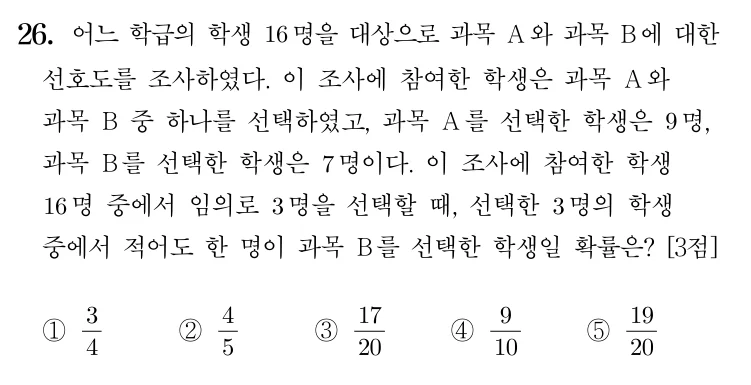 26. 어느 학급의 학생 16명을 대상으로 과목 A와 과목 B에 대한
선호도를 조사하였다. 이 조사에 참여한 학생은 과목 A와
과목 B 중 하나를 선택하였고, 과목 A를 선택한 학생은 9명,
과목 B를 선택한 학생은 7명이다. 이 조사에 참여한 학생
16명 중에서 임의로 3명을 선택할 때, 선택한 3명의 학생
중에서 적어도 한 명이 과목 B를 선택한 학생일 확률은? [3점]
① 3/4 ② 4/5 ③ 17/20 ④ 9/10 ⑤ 19/20